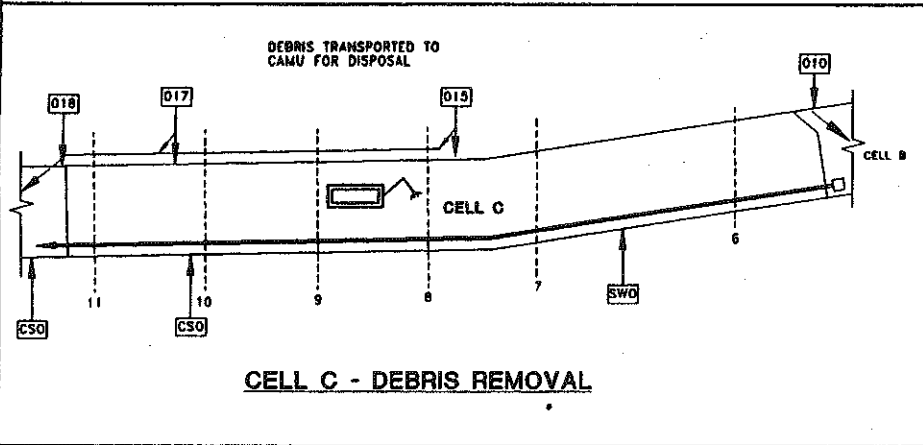 DEBRIS TRANSPORTED TO
CAMU FOR DISPOSAL
010
018
017
015
CELL B
CELL C
6
7
8
9
10
11
SWO
CSO
CSO
CELL C - DEBRIS REMOVAL